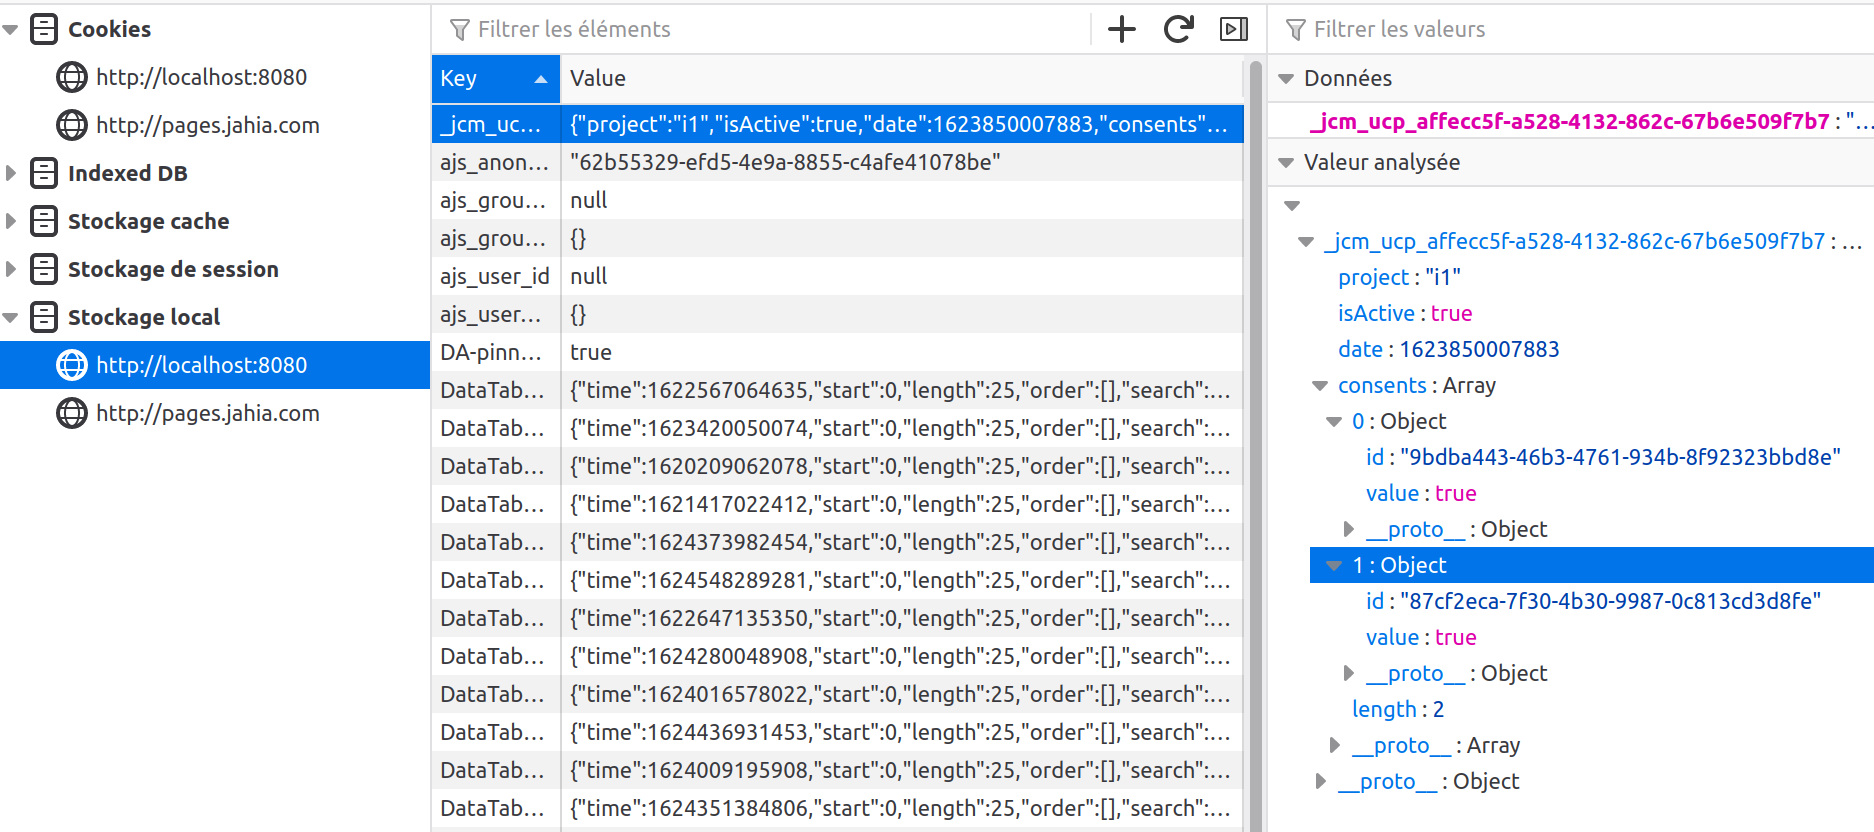 Cookies
http://localhost:8080
http://pages.jahia.com
Indexed DB
Stockage cache
Stockage de session
Stockage local
http://localhost:8080
http://pages.jahia.com
Filtrer les éléments
Key Value
_jcm_uc… {"project":"i1","isActive":true,"date":1623850007883,"consents"…
ajs_anon… "62b55329-efd5-4e9a-8855-c4afe41078be"
ajs_grou… null
ajs_grou… {}
ajs_user_id null
ajs_user… {}
DA-pinn… true
DataTab… {"time":1622567064635,"start":0,"length":25,"order":[],"search":…
DataTab… {"time":1623420050074,"start":0,"length":25,"order":[],"search":…
DataTab… {"time":1620209062078,"start":0,"length":25,"order":[],"search":…
DataTab… {"time":1621417022412,"start":0,"length":25,"order":[],"search":…
DataTab… {"time":1624373982454,"start":0,"length":25,"order":[],"search":…
DataTab… {"time":1624548289281,"start":0,"length":25,"order":[],"search":…
DataTab… {"time":1622647135350,"start":0,"length":25,"order":[],"search":…
DataTab… {"time":1624280048908,"start":0,"length":25,"order":[],"search":…
DataTab… {"time":1624016578022,"start":0,"length":25,"order":[],"search":…
DataTab… {"time":1624436931453,"start":0,"length":25,"order":[],"search":…
DataTab… {"time":1624009195908,"start":0,"length":25,"order":[],"search":…
DataTab… {"time":1624351384806,"start":0,"length":25,"order":[],"search":…
Filtrer les valeurs
Données
_jcm_ucp_affecc5f-a528-4132-862c-67b6e509f7b7 : "…
Valeur analysée
_jcm_ucp_affecc5f-a528-4132-862c-67b6e509f7b7 : …
project : "i1"
isActive : true
date : 1623850007883
consents : Array
0 : Object
id : "9bdba443-46b3-4761-934b-8f92323bbd8e"
value : true
__proto__ : Object
1 : Object
id : "87cf2eca-7f30-4b30-9987-0c813cd3d8fe"
value : true
__proto__ : Object
length : 2
__proto__ : Array
__proto__ : Object